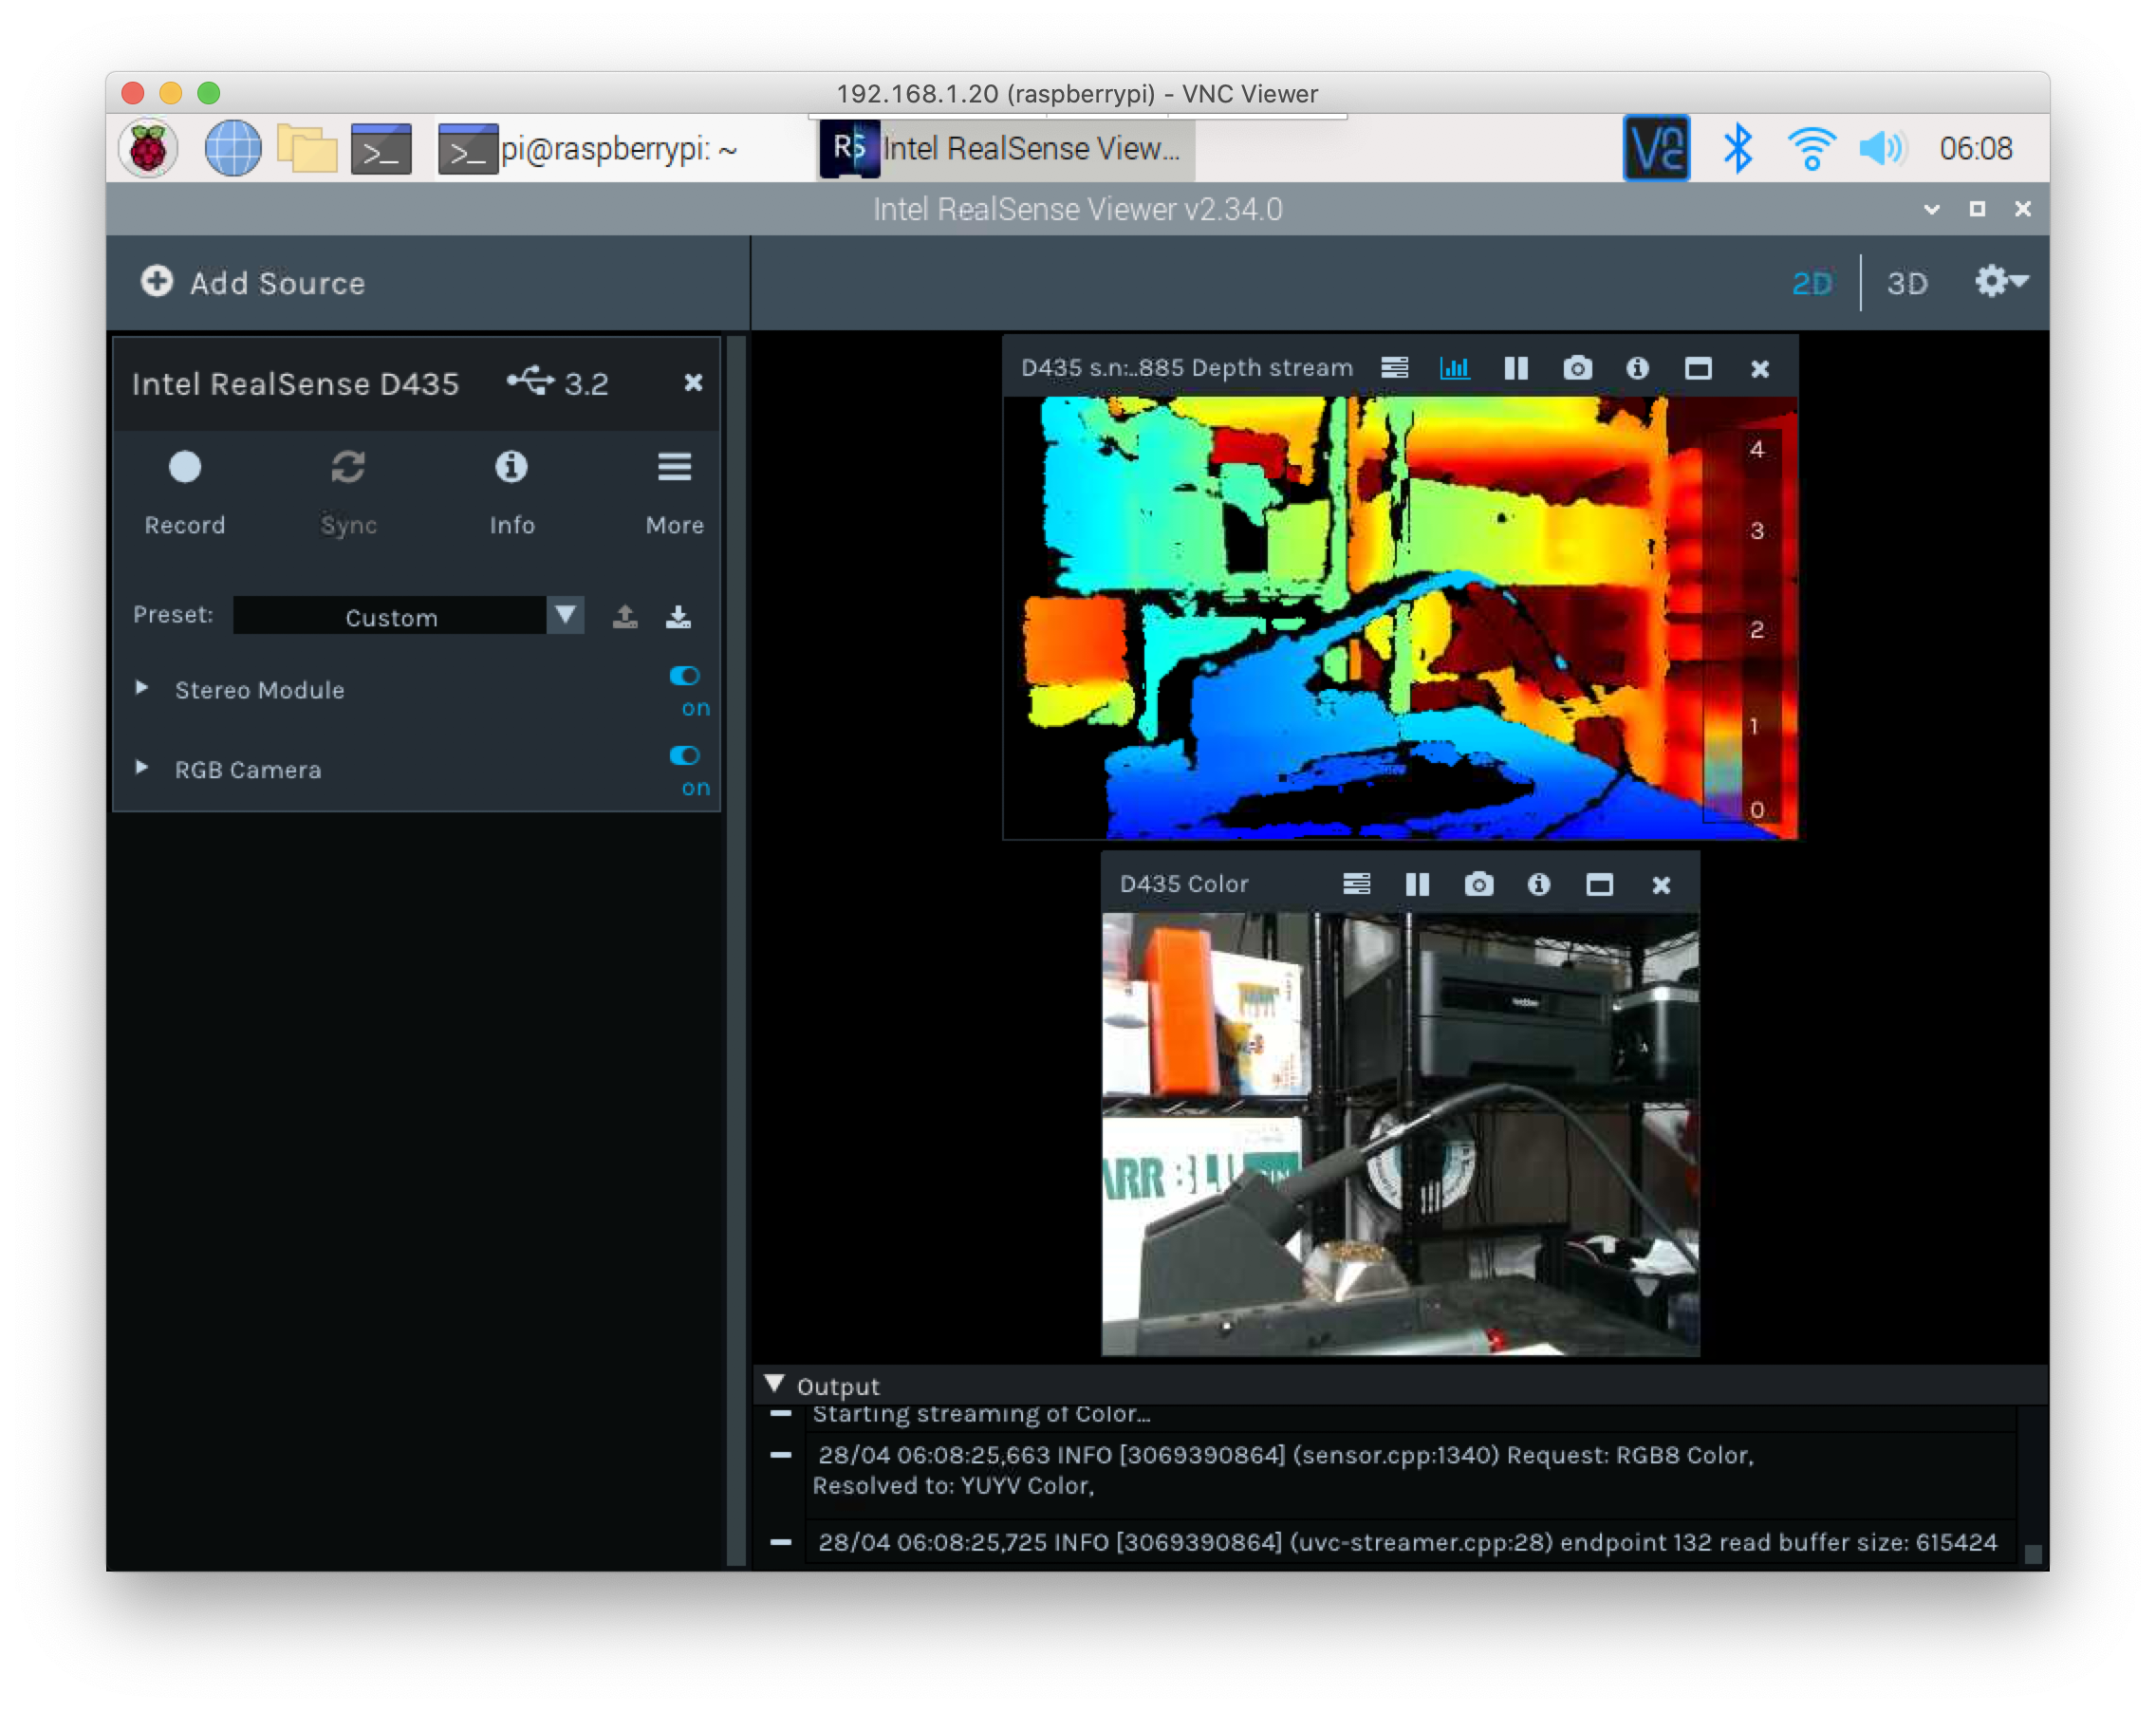 192.168.1.20 (raspberrypi) - VNC Viewer
pi@raspberrypi: ~
RS
Intel RealSense View...
06:08
Intel RealSense Viewer v2.34.0
Add Source
2D
3D
Intel RealSense D435
3.2
Record
Sync
Info
More
Preset:
Custom
Stereo Module
on
RGB Camera
on
D435 s.n:..885 Depth stream
4
3
2
1
0
D435 Color
brother
Output
Starting streaming of Color...
28/04 06:08:25,663 INFO [3069390864] (sensor.cpp:1340) Request: RGB8 Color,
Resolved to: YUYV Color,
28/04 06:08:25,725 INFO [3069390864] (uvc-streamer.cpp:28) endpoint 132 read buffer size: 615424